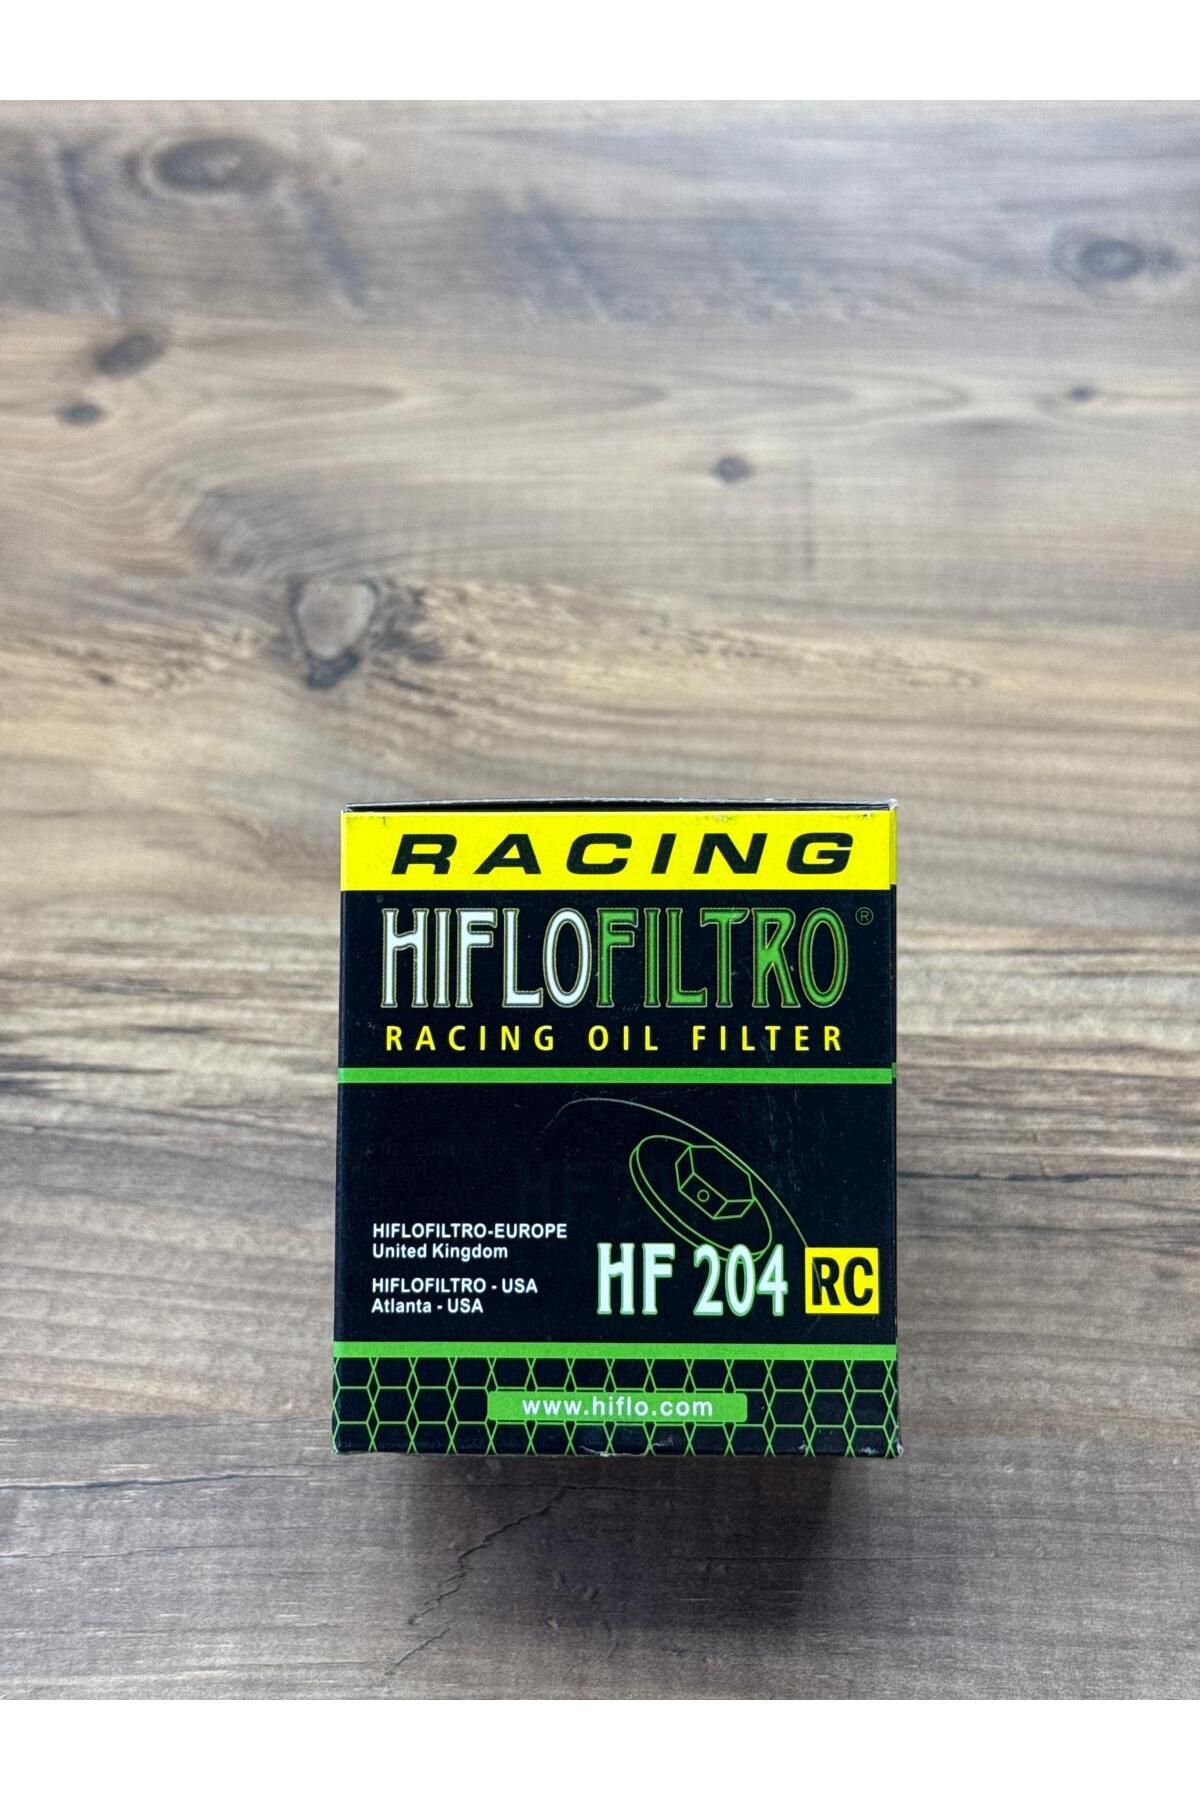 RACING
HIFLOFILTRO®
RACING OIL FILTER
HIFLOFILTRO-EUROPE
United Kingdom
HIFLOFILTRO - USA
Atlanta - USA
HF 204 RC
www.hiflo.com